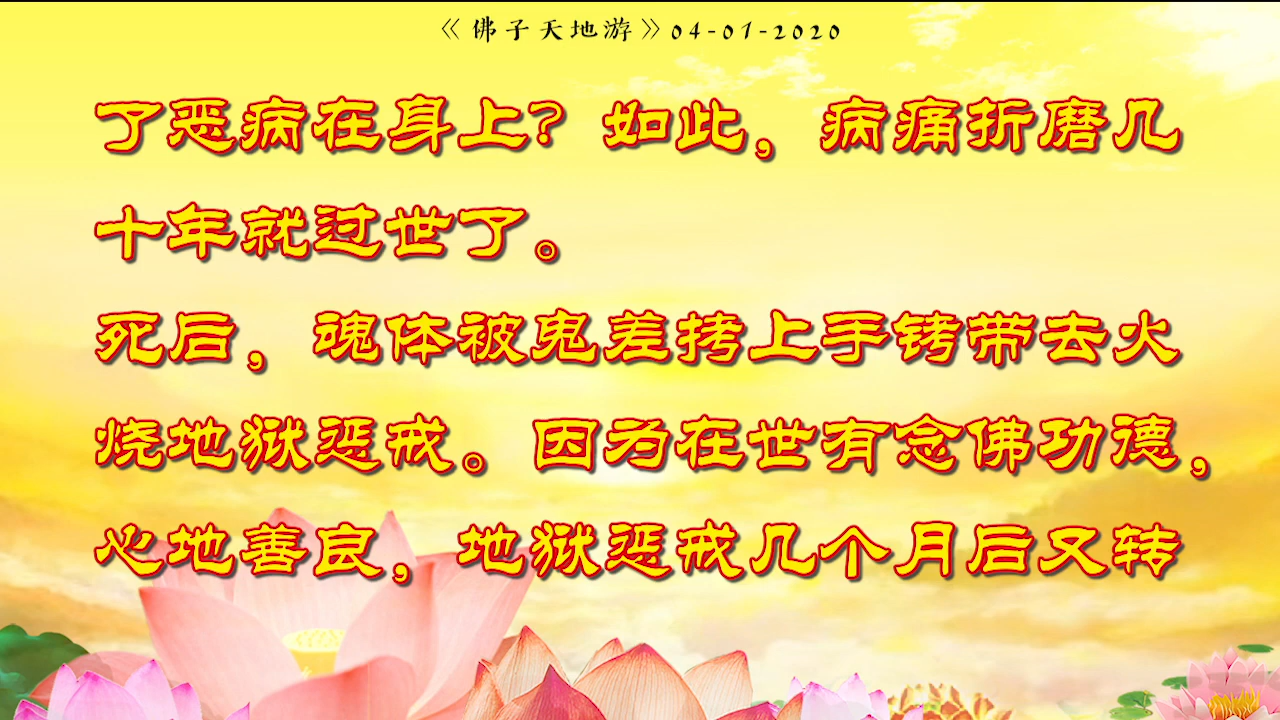 《佛子天地游》04-01-2020
了恶病在身上？如此，病痛折磨几
十年就过世了。
死后，魂体被鬼差拷上手铐带去火
烧地狱惩戒。因为在世有念佛功德，
心地善良，地狱惩戒几个月后又转